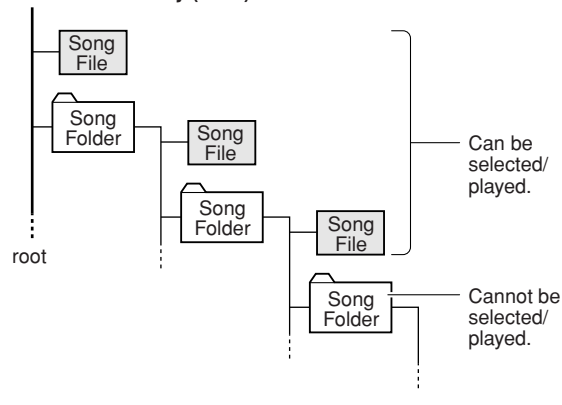 Song
File
Song
Folder
Song
File
Song
Folder
Song
File
Song
Folder
root
Can be
selected/
played.
Cannot be
selected/
played.